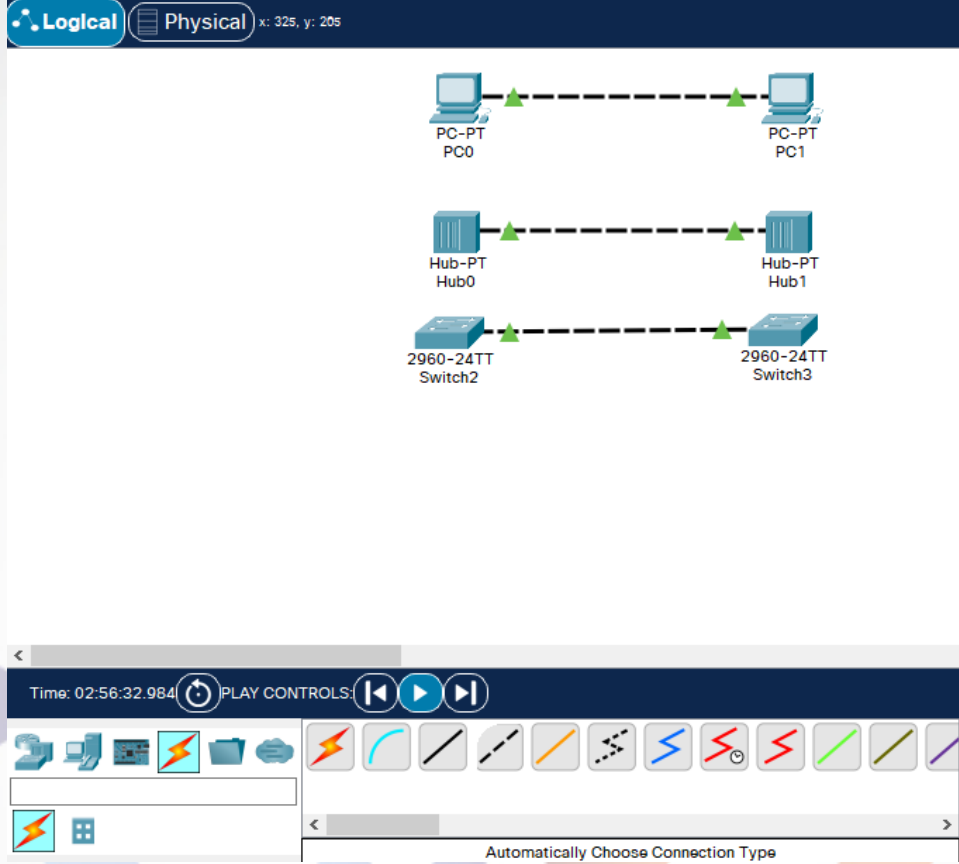 Logical Physical x: 325, y: 205
PC-PT PC-PT
PC0 PC1
Hub-PT Hub-PT
Hub0 Hub1
2960-24TT 2960-24TT
Switch2 Switch3
Time: 02:56:32.984 PLAY CONTROLS:
Automatically Choose Connection Type